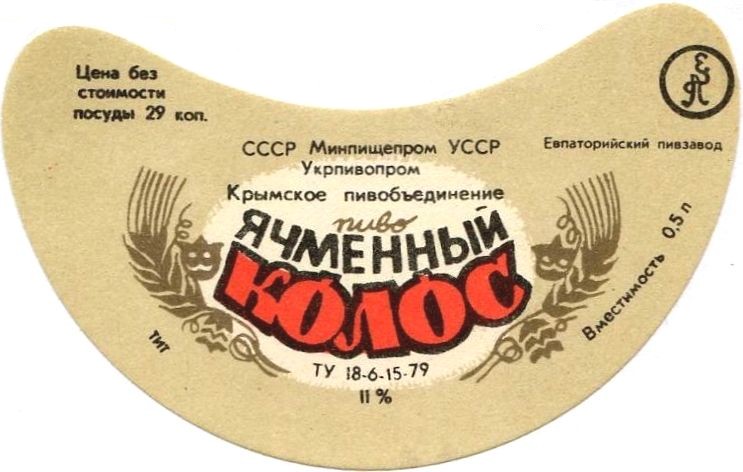 Цена без
стоимости
посуды 29 коп.
СССР Минпищепром УССР
Укрпивопром
Крымское пивобъединение
Евпаторийский пивзавод
пиво
ЯЧМЕННЫЙ
КОЛОС
ТУ 18-6-15-79
11 %
тит
Вместимость 0,5 л